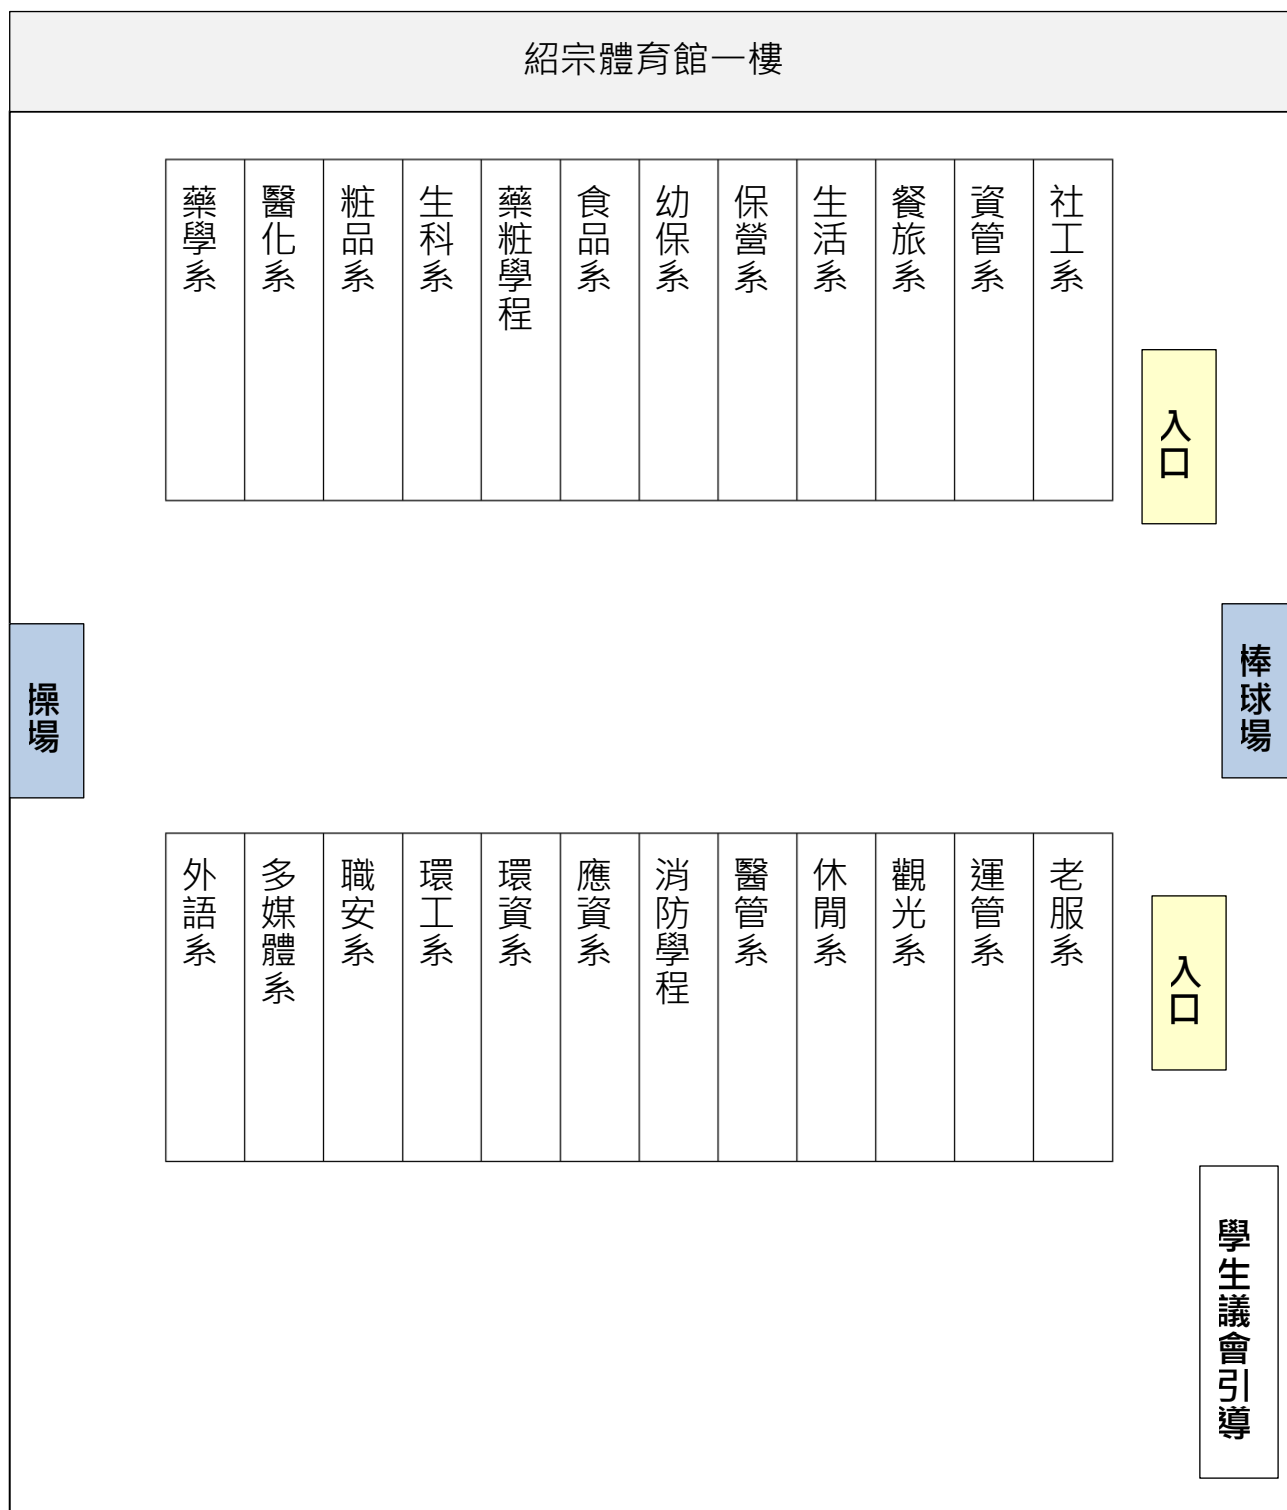 紹宗體育館一樓
藥學系
醫化系
粧品系
生科系
藥粧學程
食品系
幼保系
保營系
生活系
餐旅系
資管系
社工系
入口
操場
棒球場
外語系
多媒體系
職安系
環工系
環資系
應資系
消防學程
醫管系
休閒系
觀光系
運管系
老服系
入口
學生議會引導